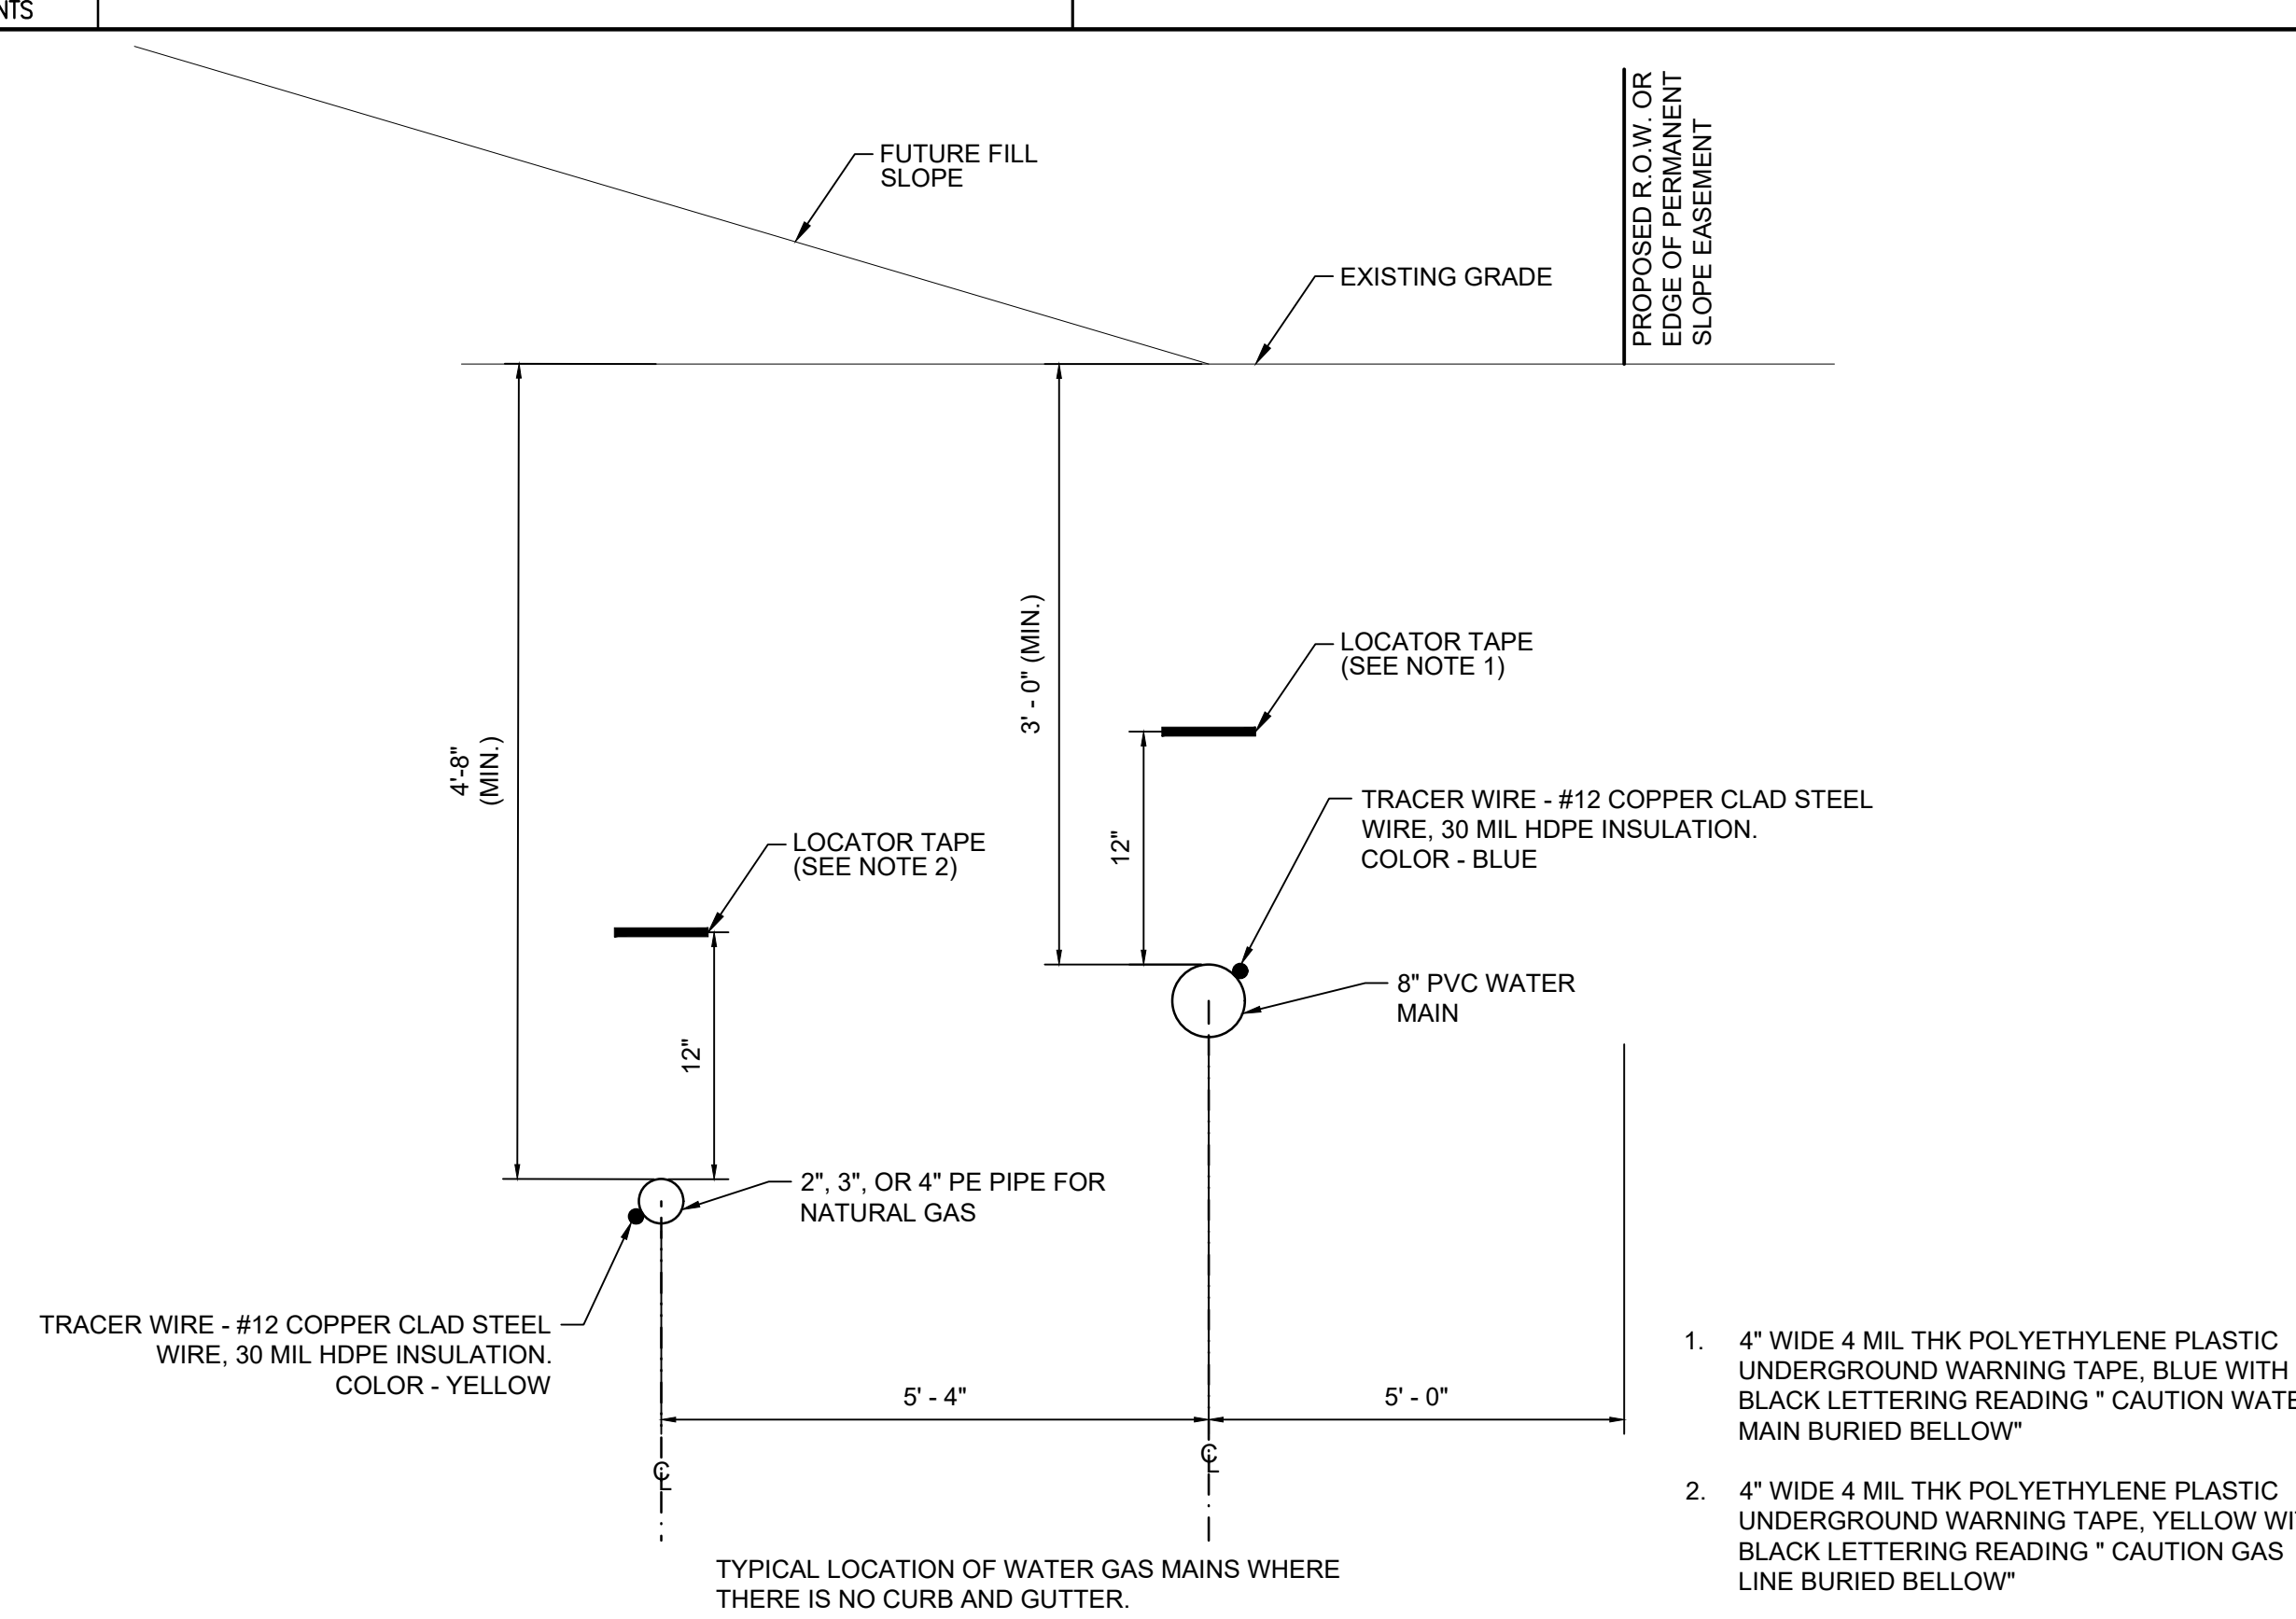 FUTURE FILL
SLOPE
PROPOSED R.O.W. OR
EDGE OF PERMANENT
SLOPE EASEMENT
EXISTING GRADE
3' - 0" (MIN.)
LOCATOR TAPE
(SEE NOTE 1)
4'-8"
(MIN.)
12"
TRACER WIRE - #12 COPPER CLAD STEEL
WIRE, 30 MIL HDPE INSULATION.
COLOR - BLUE
LOCATOR TAPE
(SEE NOTE 2)
8" PVC WATER
MAIN
12"
2", 3", OR 4" PE PIPE FOR
NATURAL GAS
TRACER WIRE - #12 COPPER CLAD STEEL
WIRE, 30 MIL HDPE INSULATION.
COLOR - YELLOW
5' - 4"
5' - 0"
1. 4" WIDE 4 MIL THK POLYETHYLENE PLASTIC
UNDERGROUND WARNING TAPE, BLUE WITH
BLACK LETTERING READING " CAUTION
MAIN BURIED BELLOW"
2. 4" WIDE 4 MIL THK POLYETHYLENE PLASTIC
UNDERGROUND WARNING TAPE, YELLOW
BLACK LETTERING READING " CAUTION GAS
LINE BURIED BELLOW"
TYPICAL LOCATION OF WATER GAS MAINS WHERE
THERE IS NO CURB AND GUTTER.